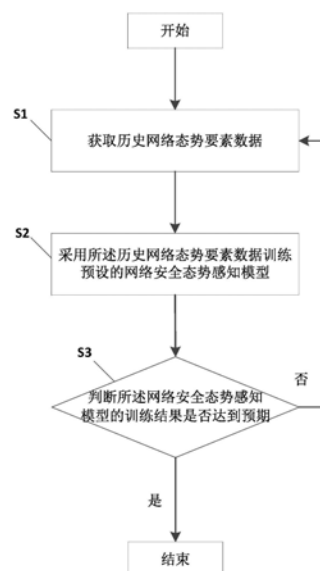 开始
S1
获取历史网络态势要素数据
S2
采用所述历史网络态势要素数据训练
预设的网络安全态势感知模型
S3
判断所述网络安全态势感知
模型的训练结果是否达到预期
否
是
结束